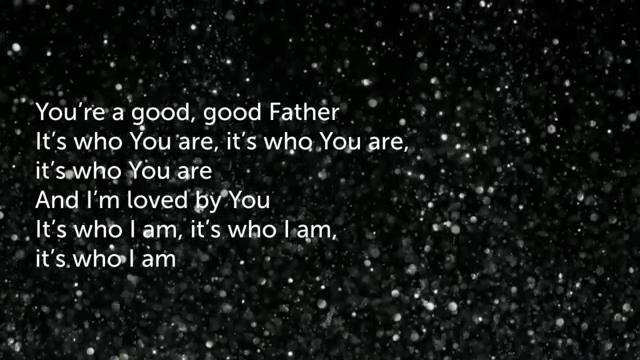 You’re a good, good Father
It’s who You are, it’s who You are,
it’s who You are
And I’m loved by You
It’s who I am, it’s who I am,
it’s who I am